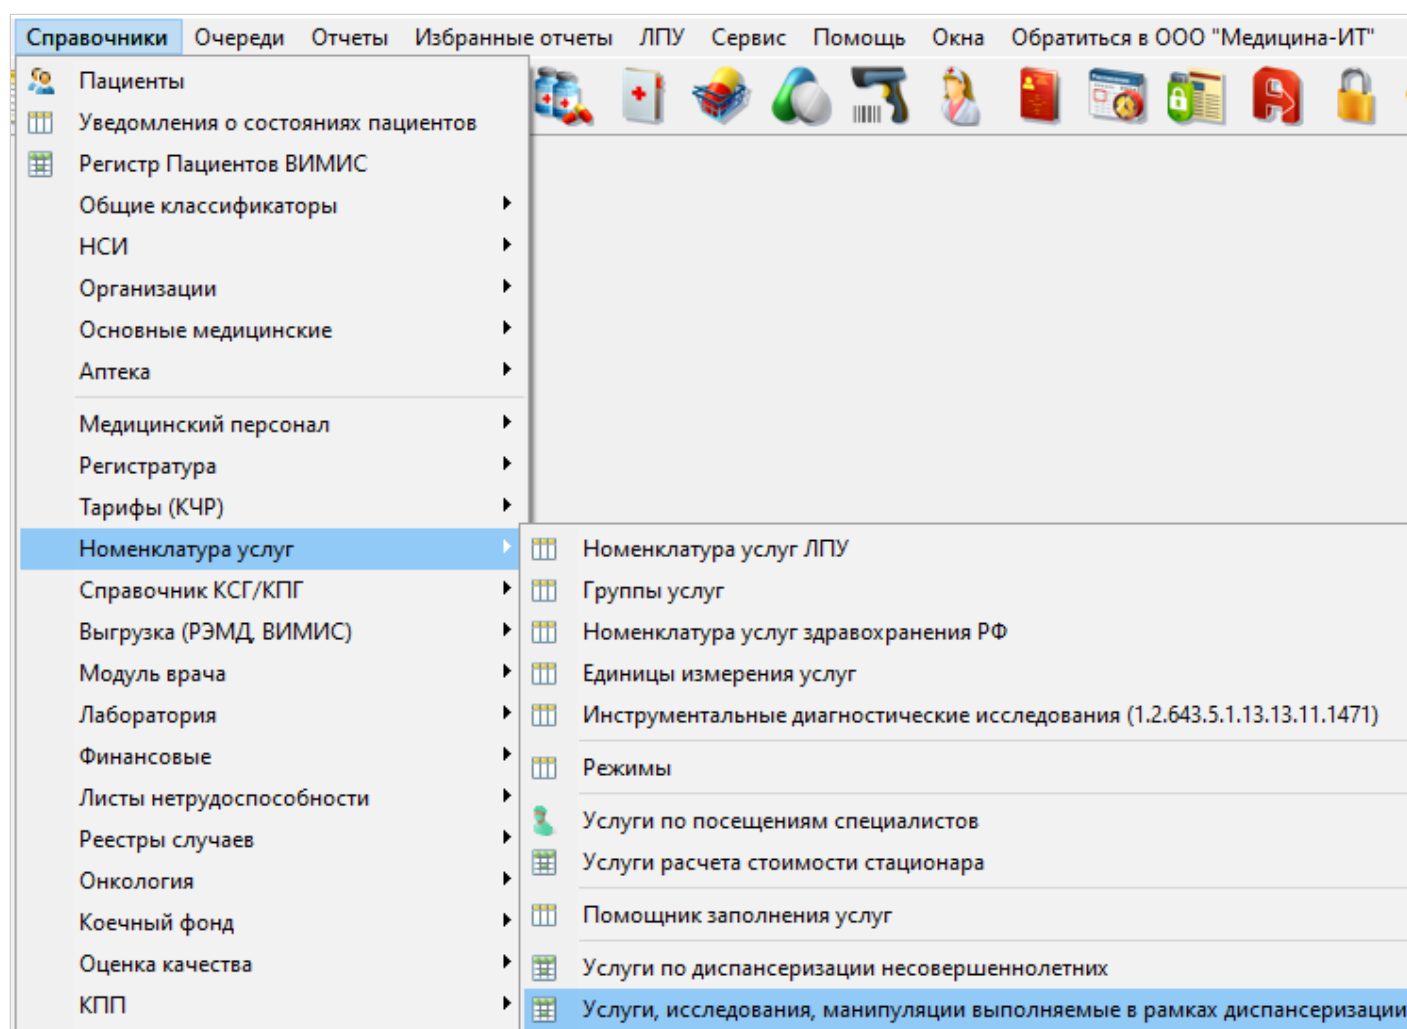 Справочники Очереди Отчеты Избранные отчеты ЛПУ Сервис Помощь Окна Обратиться в ООО "Медицина-ИТ"
Пациенты
Уведомления о состояниях пациентов
Регистр Пациентов ВИМИС
Общие классификаторы
НСИ
Организации
Основные медицинские
Аптека
Медицинский персонал
Регистратура
Тарифы (КЧР)
Номенклатура услуг
Справочник КСГ/КПГ
Выгрузка (РЭМД, ВИМИС)
Модуль врача
Лаборатория
Финансовые
Листы нетрудоспособности
Реестры случаев
Онкология
Коечный фонд
Оценка качества
КПП
Номенклатура услуг ЛПУ
Группы услуг
Номенклатура услуг здравохранения РФ
Единицы измерения услуг
Инструментальные диагностические исследования (1.2.643.5.1.13.13.11.1471)
Режимы
Услуги по посещениям специалистов
Услуги расчета стоимости стационара
Помощник заполнения услуг
Услуги по диспансеризации несовершеннолетних
Услуги, исследования, манипуляции выполняемые в рамках диспансеризации